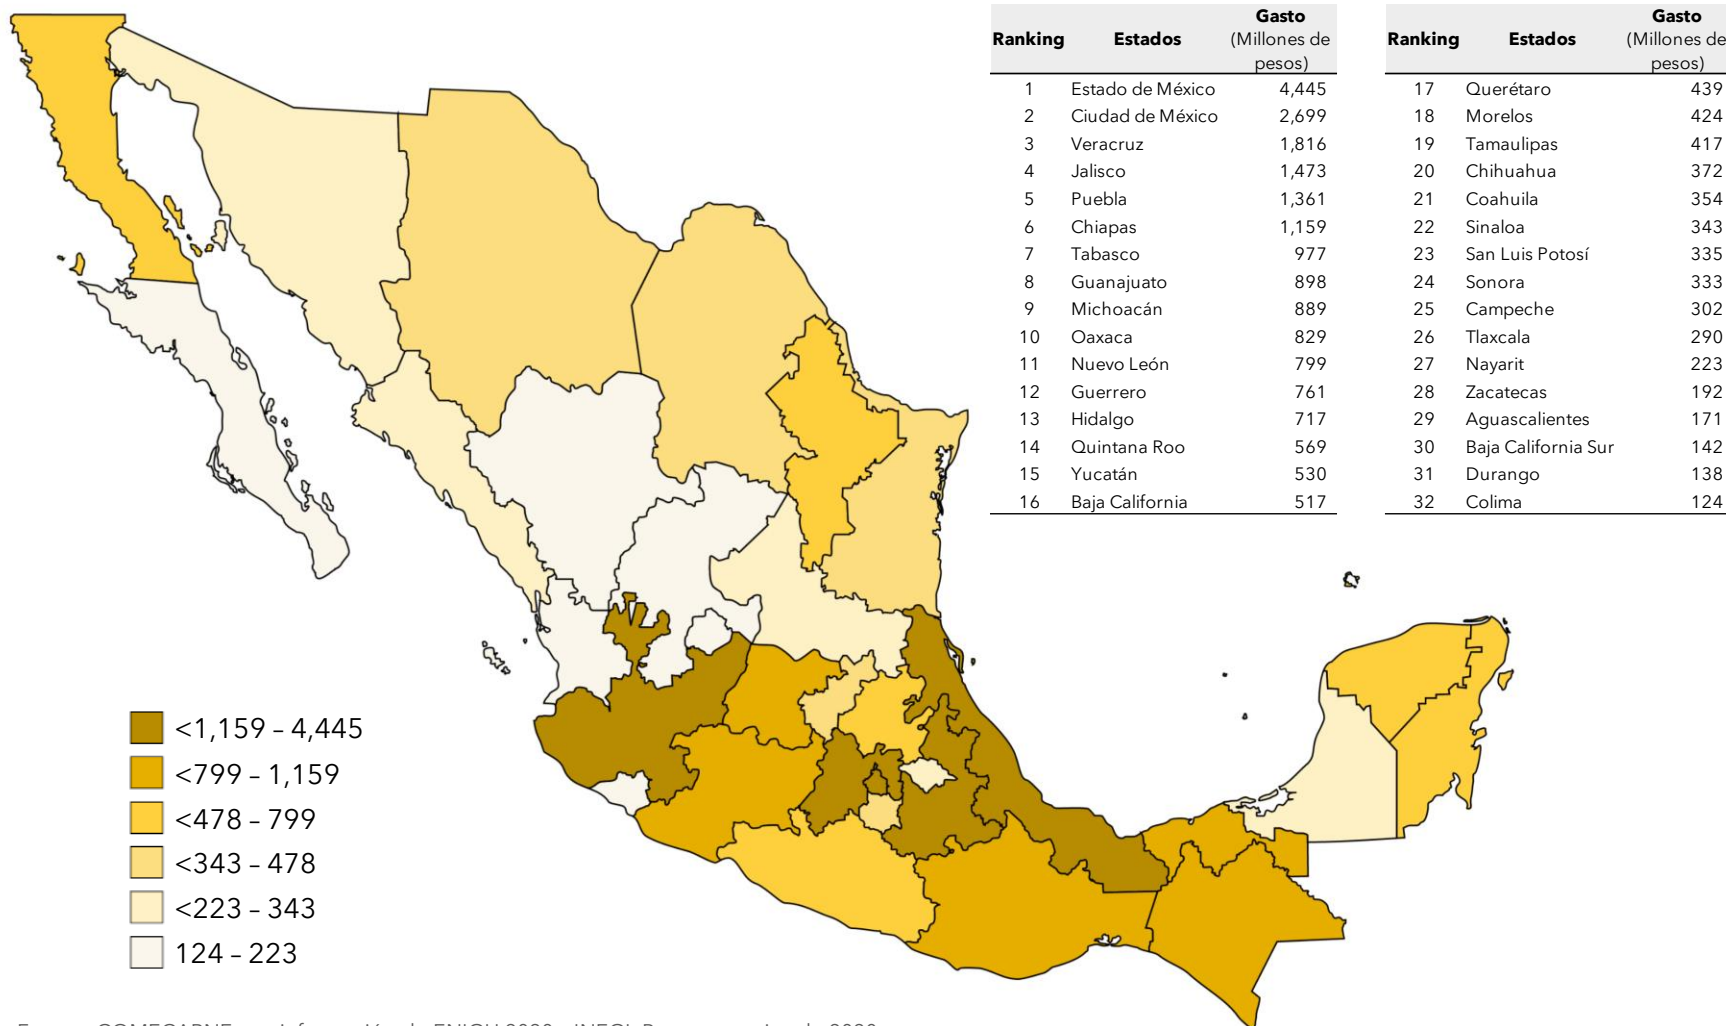 Ranking Estados Gasto (Millones de pesos)
1 Estado de México 4,445
2 Ciudad de México 2,699
3 Veracruz 1,816
4 Jalisco 1,473
5 Puebla 1,361
6 Chiapas 1,159
7 Tabasco 977
8 Guanajuato 898
9 Michoacán 889
10 Oaxaca 829
11 Nuevo León 799
12 Guerrero 761
13 Hidalgo 717
14 Quintana Roo 569
15 Yucatán 530
16 Baja California 517
Ranking Estados Gasto (Millones de pesos)
17 Querétaro 439
18 Morelos 424
19 Tamaulipas 417
20 Chihuahua 372
21 Coahuila 354
22 Sinaloa 343
23 San Luis Potosí 335
24 Sonora 333
25 Campeche 302
26 Tlaxcala 290
27 Nayarit 223
28 Zacatecas 192
29 Aguascalientes 171
30 Baja California Sur 142
31 Durango 138
32 Colima 124
<1,159 – 4,445
<799 – 1,159
<478 – 799
<343 – 478
<223 – 343
124 – 223